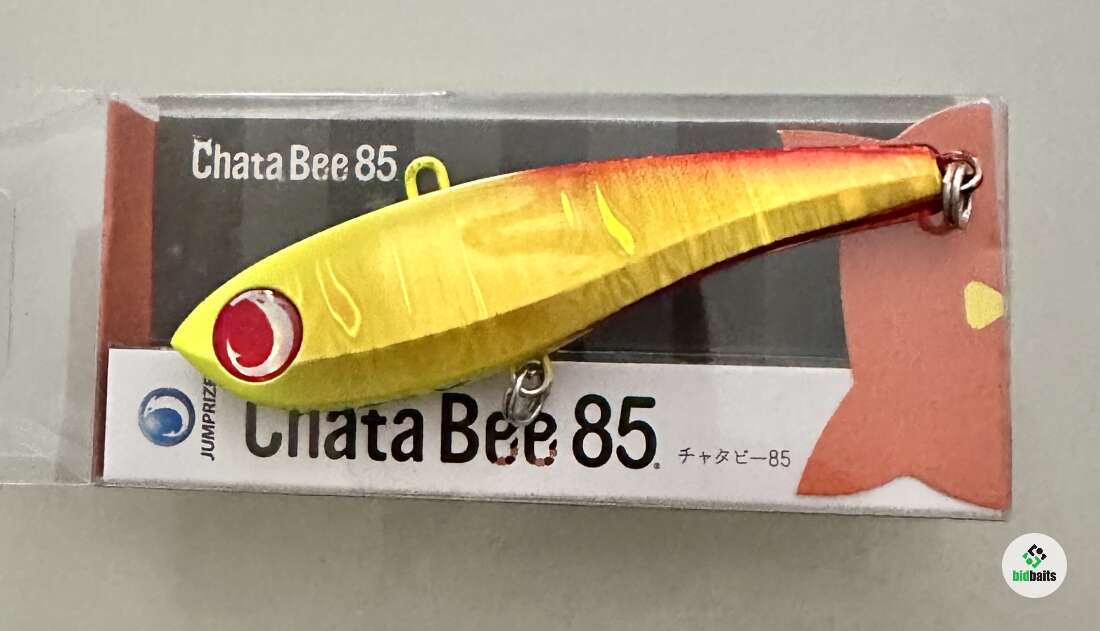 Chata Bee 85
JUMPRIZE
Chata Bee 85.
チャタビー85
bidbaits